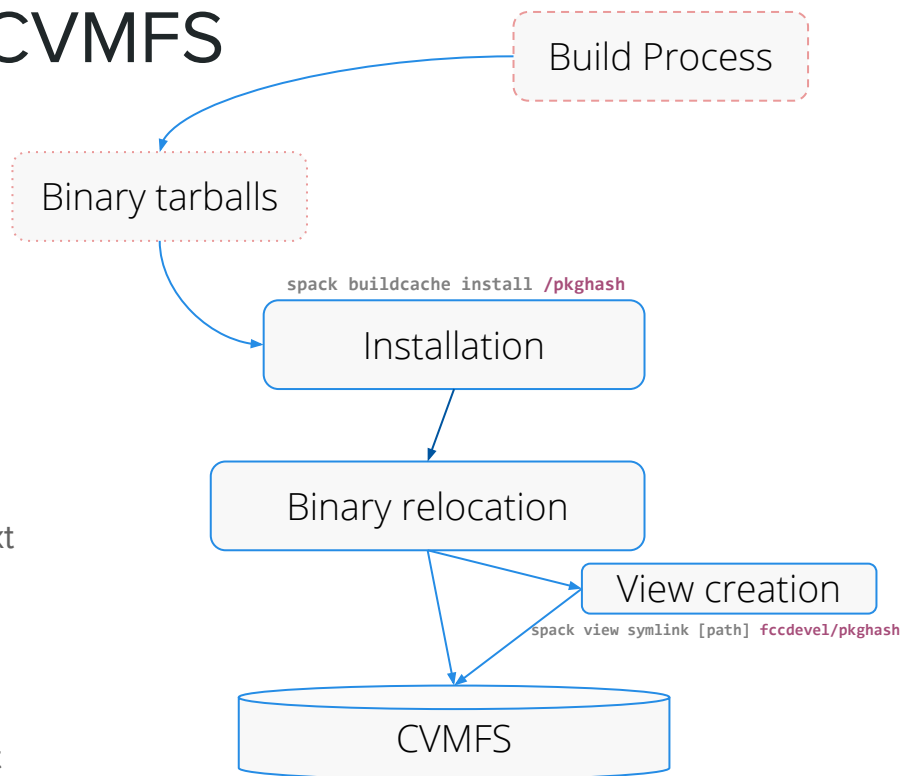 CVMFS
Build Process
Binary tarballs
spack buildcache install /pkghash
Installation
Binary relocation
View creation
spack view symlink [path] fccdevel/pkghash
CVMFS